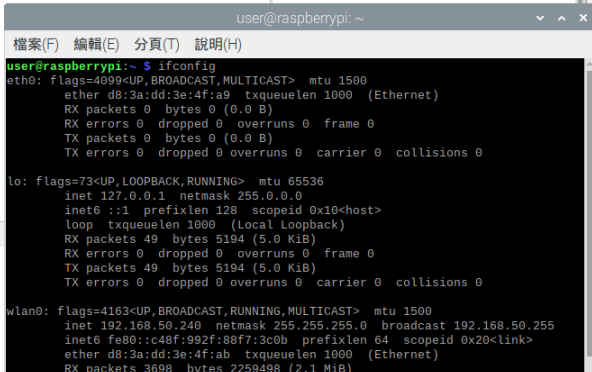 user@raspberrypi: ~
檔案(F) 編輯(E) 分頁(T) 說明(H)
user@raspberrypi:~ $ ifconfig
eth0: flags=4099<UP,BROADCAST,MULTICAST>  mtu 1500
        ether d8:3a:dd:3e:4f:a9  txqueuelen 1000  (Ethernet)
        RX packets 0  bytes 0 (0.0 B)
        RX errors 0  dropped 0  overruns 0  frame 0
        TX packets 0  bytes 0 (0.0 B)
        TX errors 0  dropped 0 overruns 0  carrier 0  collisions 0
lo: flags=73<UP,LOOPBACK,RUNNING>  mtu 65536
        inet 127.0.0.1  netmask 255.0.0.0
        inet6 ::1  prefixlen 128  scopeid 0x10<host>
        loop  txqueuelen 1000  (Local Loopback)
        RX packets 49  bytes 5194 (5.0 KiB)
        RX errors 0  dropped 0  overruns 0  frame 0
        TX packets 49  bytes 5194 (5.0 KiB)
        TX errors 0  dropped 0 overruns 0  carrier 0  collisions 0
wlan0: flags=4163<UP,BROADCAST,RUNNING,MULTICAST>  mtu 1500
        inet 192.168.50.240  netmask 255.255.255.0  broadcast 192.168.50.255
        inet6 fe80::c48f:992f:88f7:3c0b  prefixlen 64  scopeid 0x20<link>
        ether d8:3a:dd:3e:4f:ab  txqueuelen 1000  (Ethernet)
        RX packets 3698  bytes 2259498 (2.1 MiB)